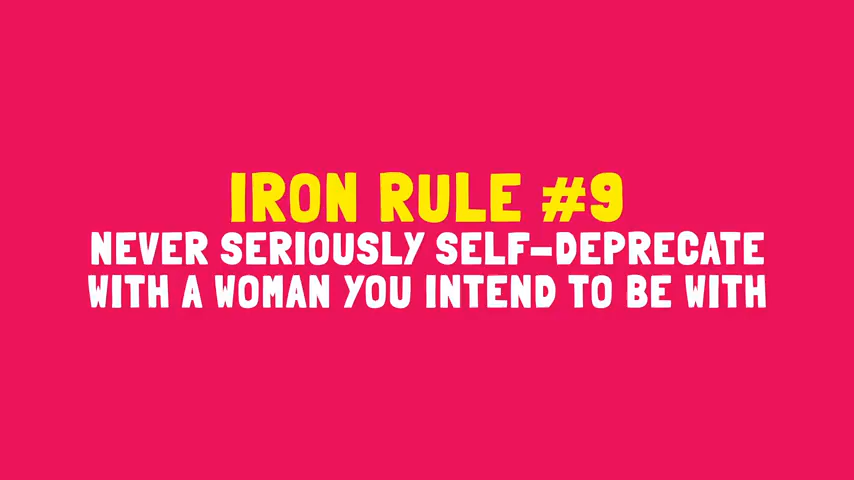 IRON RULE #9
NEVER SERIOUSLY SELF-DEPRECATE
WITH A WOMAN YOU INTEND TO BE WITH